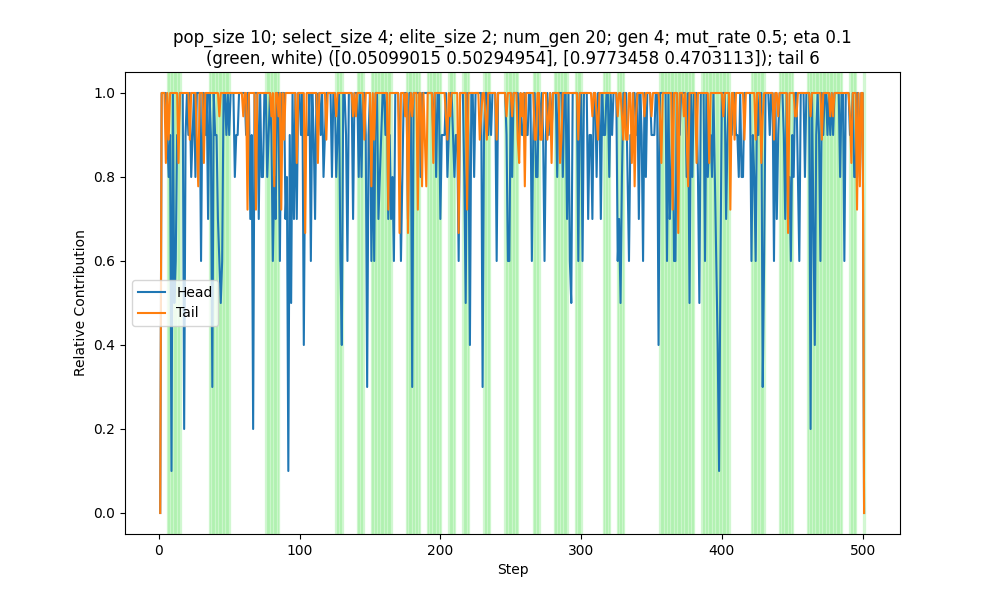 pop_size 10; select_size 4; elite_size 2; num_gen 20; gen 4; mut_rate 0.5; eta 0.1
(green, white) ([0.05099015 0.50294954], [0.9773458 0.4703113]); tail 6
1.0
0.8
0.6
0.4
0.2
0.0
Relative Contribution
Head
Tail
0
100
200
300
400
500
Step